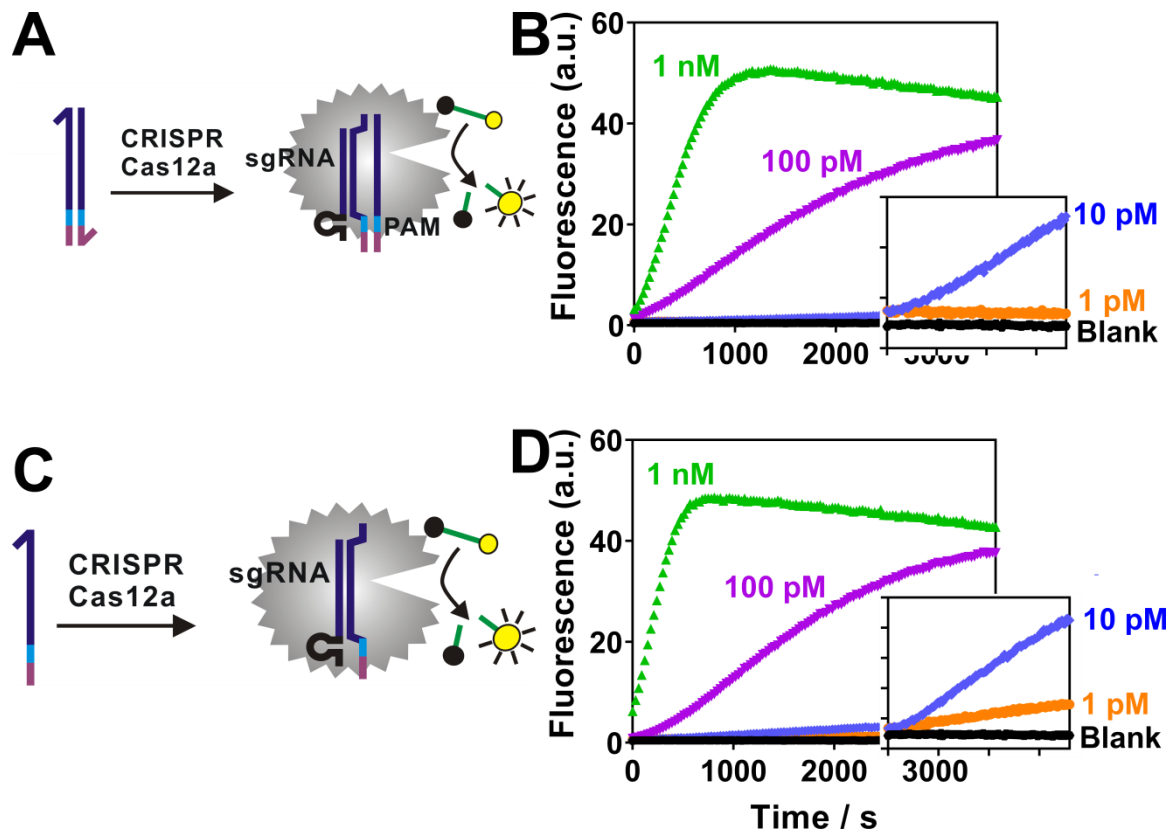 A
CRISPR
Cas12a
sgRNA
PAM
B
Fluorescence (a.u.)
60
40
20
0
0
1000
2000
1 nM
100 pM
10 pM
1 pM
Blank
C
CRISPR
Cas12a
sgRNA
D
Fluorescence (a.u.)
60
40
20
0
0
1000
2000
3000
1 nM
100 pM
10 pM
1 pM
Blank
Time / s